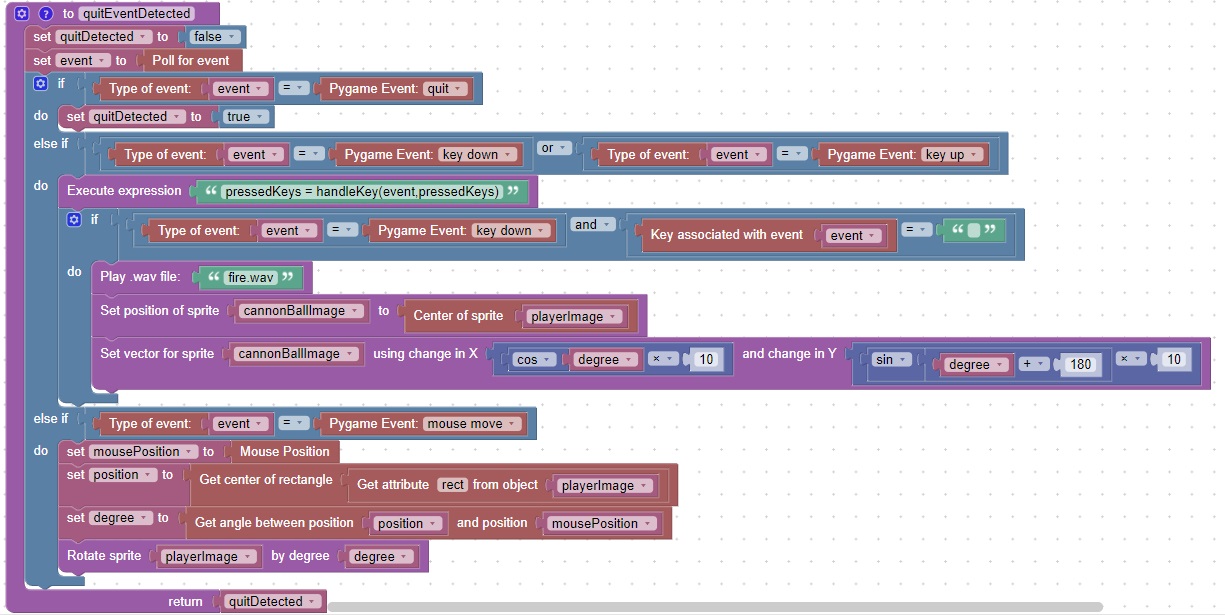 to quitEventDetected
set quitDetected to false
set event to Poll for event
if Type of event: event = Pygame Event: quit
do set quitDetected to true
else if Type of event: event = Pygame Event: key down or Type of event: event = Pygame Event: key up
do Execute expression “ pressedKeys = handleKey(event,pressedKeys) ”
if Type of event: event = Pygame Event: key down and Key associated with event event = “ ”
do Play .wav file: “ fire.wav ”
Set position of sprite cannonBallImage to Center of sprite playerImage
Set vector for sprite cannonBallImage using change in X cos degree × 10 and change in Y sin degree + 180 × 10
else if Type of event: event = Pygame Event: mouse move
do set mousePosition to Mouse Position
set position to Get center of rectangle Get attribute rect from object playerImage
set degree to Get angle between position position and position mousePosition
Rotate sprite playerImage by degree degree
return quitDetected